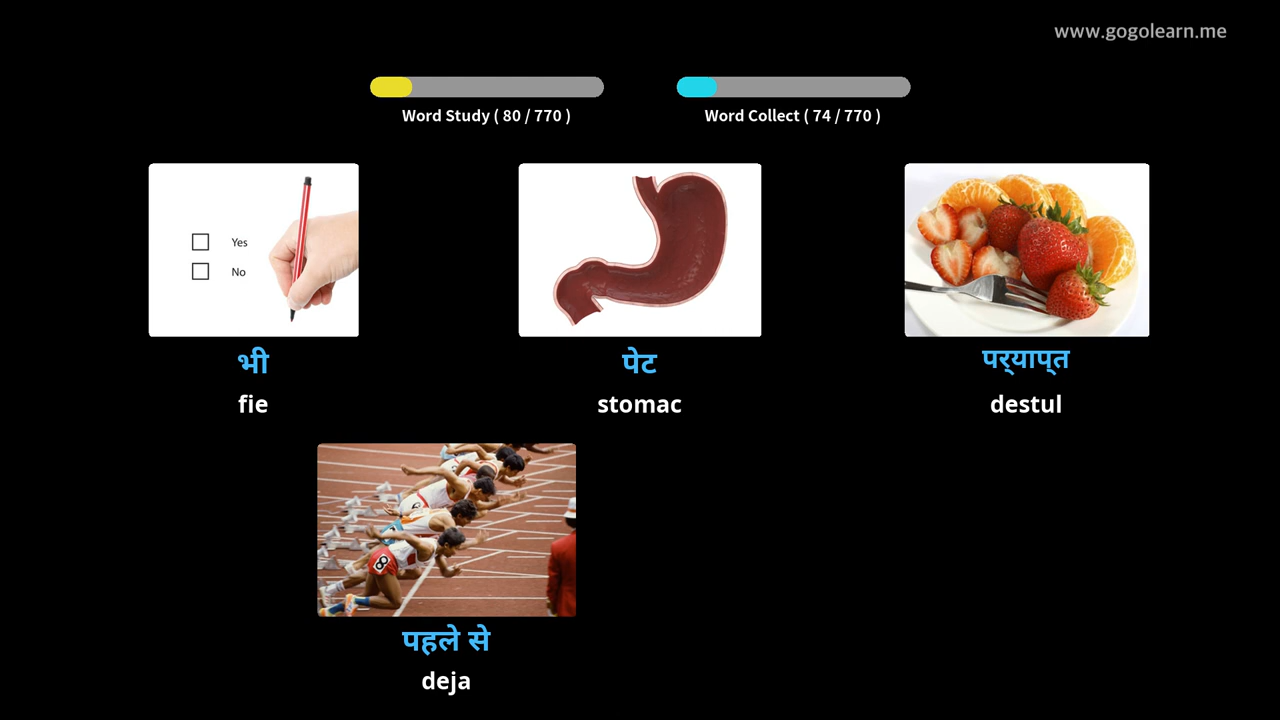 www.gogolearn.me
Word Study ( 80 / 770 )
Word Collect ( 74 / 770 )
Yes
No
भी
पेट
पर्‌याप्‌त
fie
stomac
destul
8
पहले से
deja